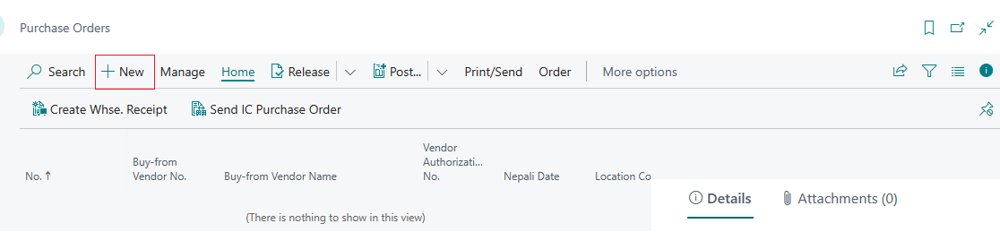 Purchase Orders
Search New Manage Home Release Post... Print/Send Order More options
Create Whse. Receipt Send IC Purchase Order
No. ↑ Buy-from Vendor No. Buy-from Vendor Name Vendor Authorizati... No. Nepali Date Location Co
(There is nothing to show in this view)
Details Attachments (0)